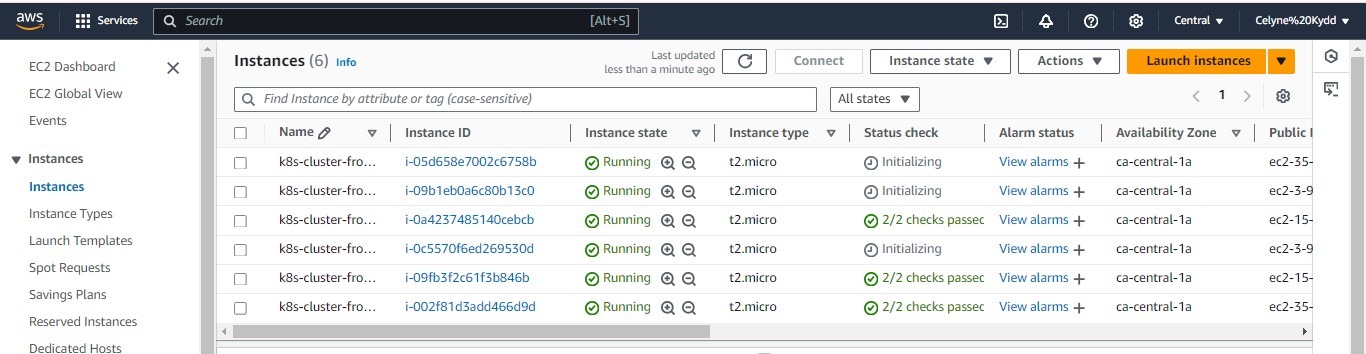 aws Services Search [Alt+S] Central Celyne%20Kydd
EC2 Dashboard
EC2 Global View
Events
Instances
Instances
Instance Types
Launch Templates
Spot Requests
Savings Plans
Reserved Instances
Dedicated Hosts
Instances (6) Info Last updated less than a minute ago Connect Instance state Actions Launch instances
Find Instance by attribute or tag (case-sensitive) All states 1
Name Instance ID Instance state Instance type Status check Alarm status Availability Zone Public I
k8s-cluster-fro... i-05d658e7002c6758b Running t2.micro Initializing View alarms + ca-central-1a ec2-35-
k8s-cluster-fro... i-09b1eb0a6c80b13c0 Running t2.micro Initializing View alarms + ca-central-1a ec2-3-9
k8s-cluster-fro... i-0a4237485140cebcb Running t2.micro 2/2 checks passed View alarms + ca-central-1a ec2-15-
k8s-cluster-fro... i-0c5570f6ed269530d Running t2.micro Initializing View alarms + ca-central-1a ec2-3-9
k8s-cluster-fro... i-09fb3f2c61f3b846b Running t2.micro 2/2 checks passed View alarms + ca-central-1a ec2-15-
k8s-cluster-fro... i-002f81d3add466d9d Running t2.micro 2/2 checks passed View alarms + ca-central-1a ec2-35-